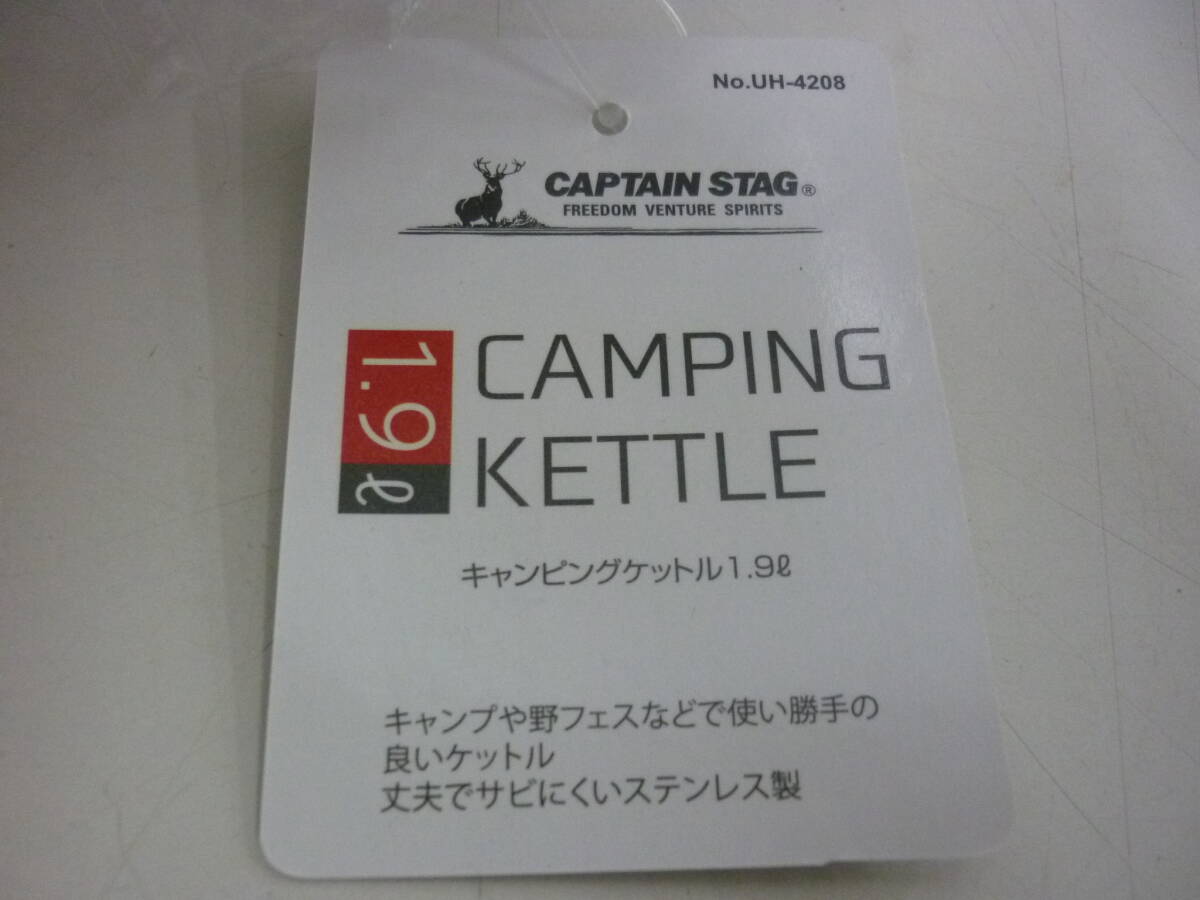 No.UH-4208
CAPTAIN STAG®
FREEDOM VENTURE SPIRITS
1.9ℓ
CAMPING
KETTLE
キャンピングケットル1.9ℓ
キャンプや野フェスなどで使い勝手の
良いケットル
丈夫でサビにくいステンレス製